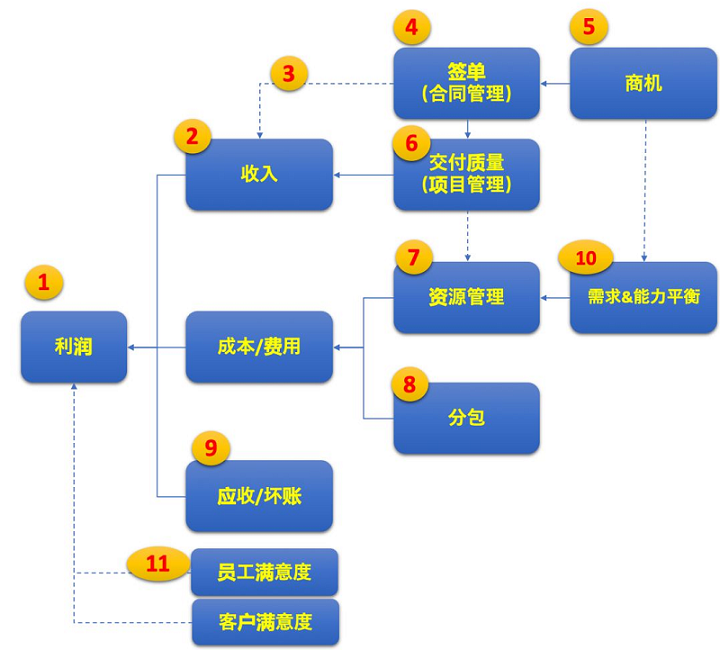 4
5
签单
(合同管理)
商机
3
2
收入
6
交付质量
(项目管理)
7
资源管理
10
需求&能力平衡
1
利润
成本/费用
8
分包
9
应收/坏账
11
员工满意度
客户满意度